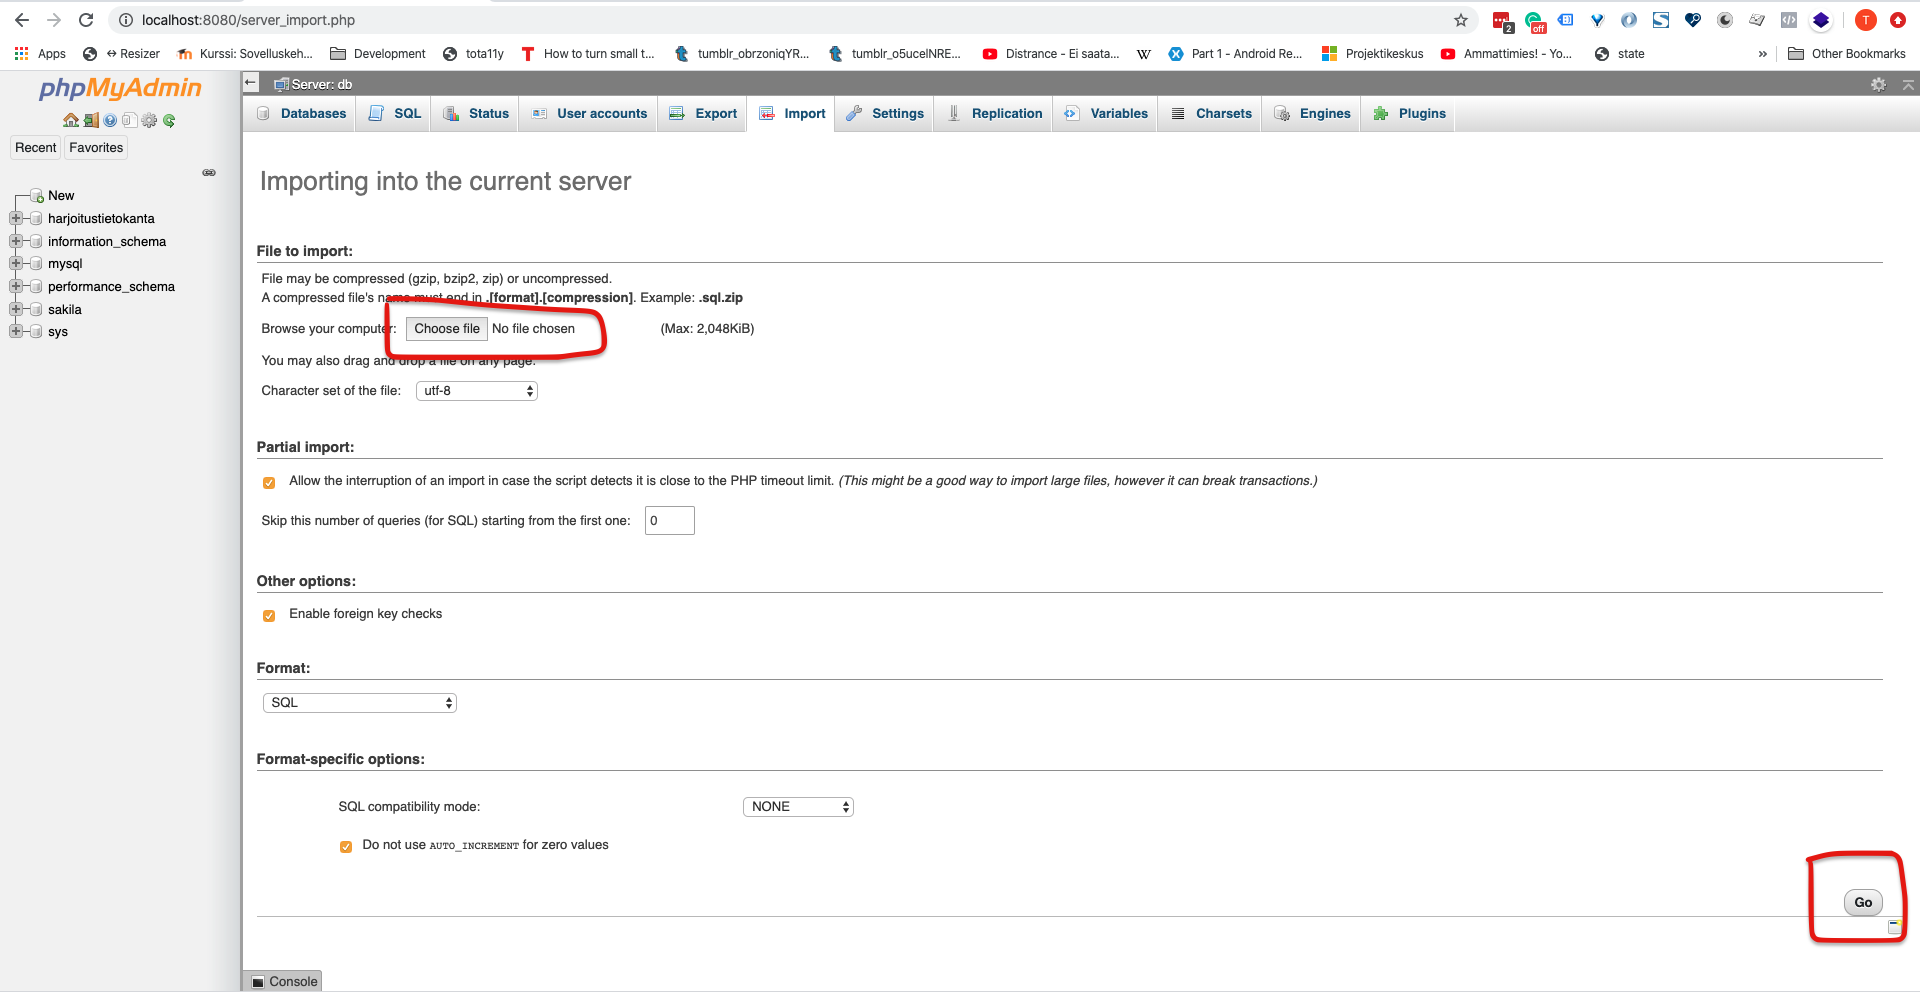 localhost:8080/server_import.php
2
off
T
Apps
↔ Resizer
Kurssi: Sovelluskeh...
Development
tota11y
How to turn small t...
tumblr_obrzoniqYR...
tumblr_o5ucelNRE...
Distrance - Ei saata...
W
Part 1 - Android Re...
Projektikeskus
Ammattimies! - Yo...
state
»
Other Bookmarks
phpMyAdmin
Recent
Favorites
New
harjoitustietokanta
information_schema
mysql
performance_schema
sakila
sys
Server: db
Databases
SQL
Status
User accounts
Export
Import
Settings
Replication
Variables
Charsets
Engines
Plugins
Importing into the current server
File to import:
File may be compressed (gzip, bzip2, zip) or uncompressed.
A compressed file's name must end in .[format].[compression]. Example: .sql.zip
Browse your computer: Choose file No file chosen (Max: 2,048KiB)
You may also drag and drop a file on any page.
Character set of the file: utf-8
Partial import:
Allow the interruption of an import in case the script detects it is close to the PHP timeout limit. (This might be a good way to import large files, however it can break transactions.)
Skip this number of queries (for SQL) starting from the first one: 0
Other options:
Enable foreign key checks
Format:
SQL
Format-specific options:
SQL compatibility mode: NONE
Do not use AUTO_INCREMENT for zero values
Go
Console